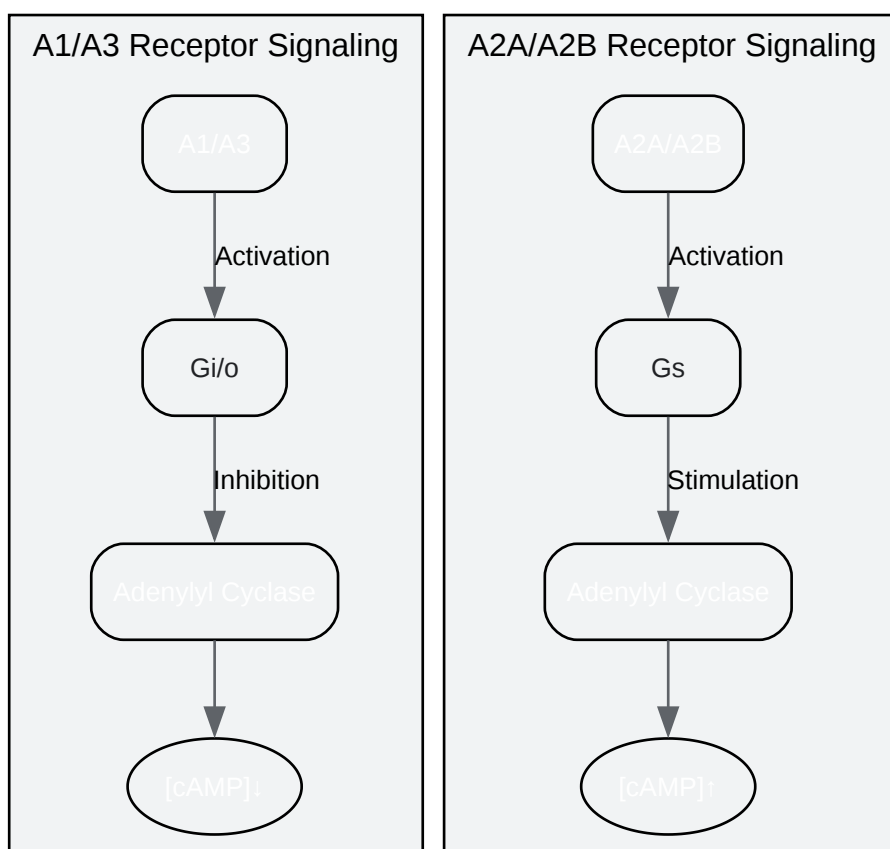 A1/A3 Receptor Signaling
A1/A3
Activation
Gi/o
Inhibition
Adenylyl Cyclase
[cAMP]↓
A2A/A2B Receptor Signaling
A2A/A2B
Activation
Gs
Stimulation
Adenylyl Cyclase
[cAMP]↑